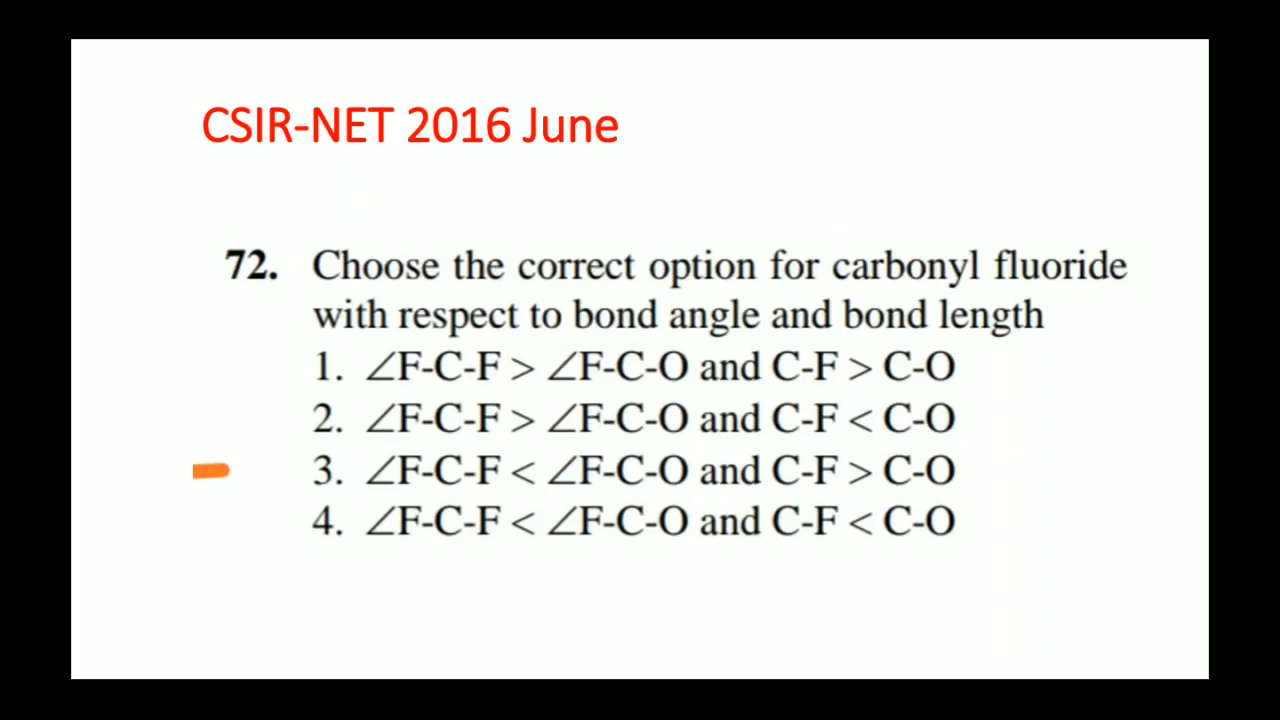 CSIR-NET 2016 June
72. Choose the correct option for carbonyl fluoride
with respect to bond angle and bond length
1. ∠F-C-F > ∠F-C-O and C-F > C-O
2. ∠F-C-F > ∠F-C-O and C-F < C-O
3. ∠F-C-F < ∠F-C-O and C-F > C-O
4. ∠F-C-F < ∠F-C-O and C-F < C-O